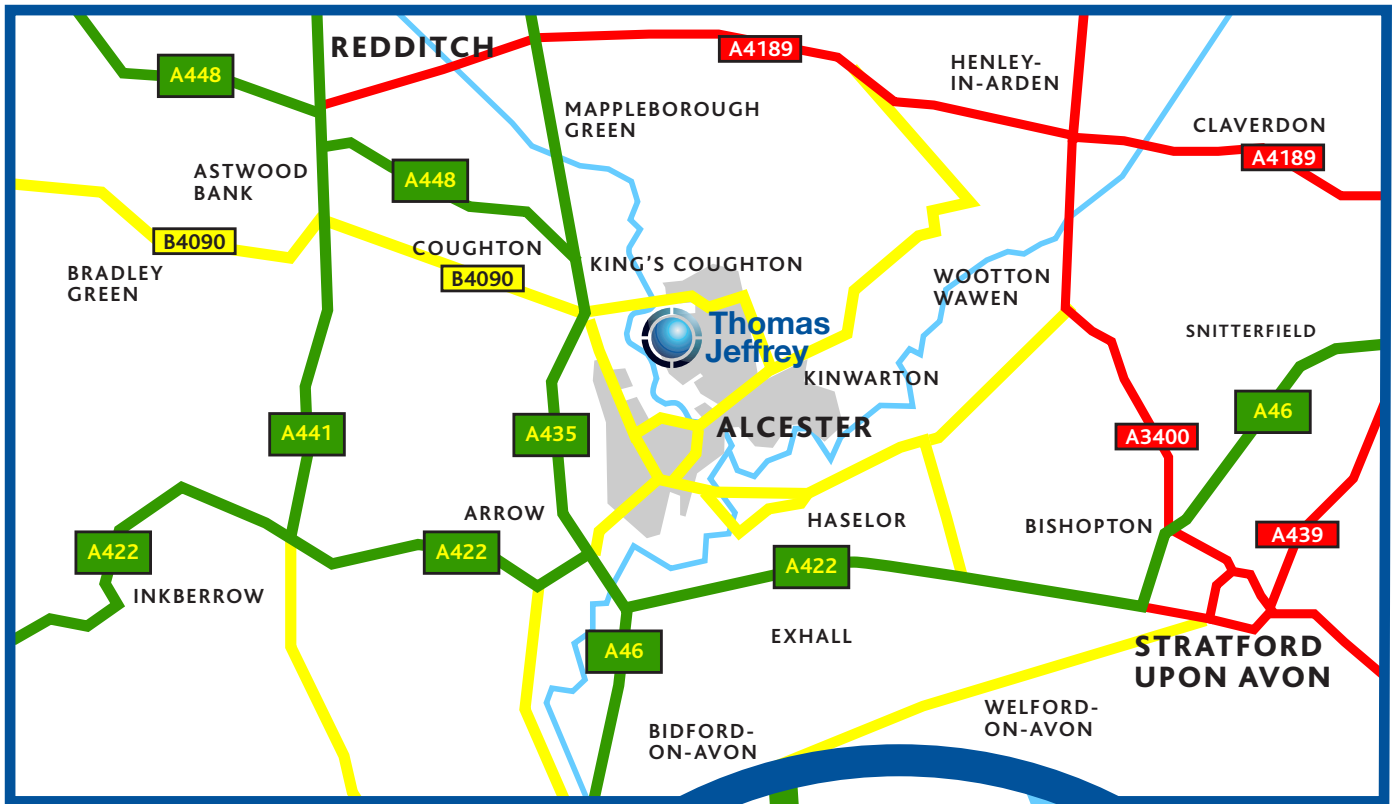 REDDITCH
A4189
A448
HENLEY-
IN-ARDEN
MAPPLEBOROUGH
GREEN
CLAVERDON
A4189
ASTWOOD
BANK
A448
B4090
COUGHTON
B4090
KING'S COUGHTON
BRADLEY
GREEN
WOOTTON
WAWEN
Thomas
Jeffrey
SNITTERFIELD
KINWARTON
A46
A441
A435
ALCESTER
A3400
ARROW
HASELOR
BISHOPTON
A439
A422
A422
A422
INKBERROW
EXHALL
A46
STRATFORD
UPON AVON
BIDFORD-
ON-AVON
WELFORD-
ON-AVON